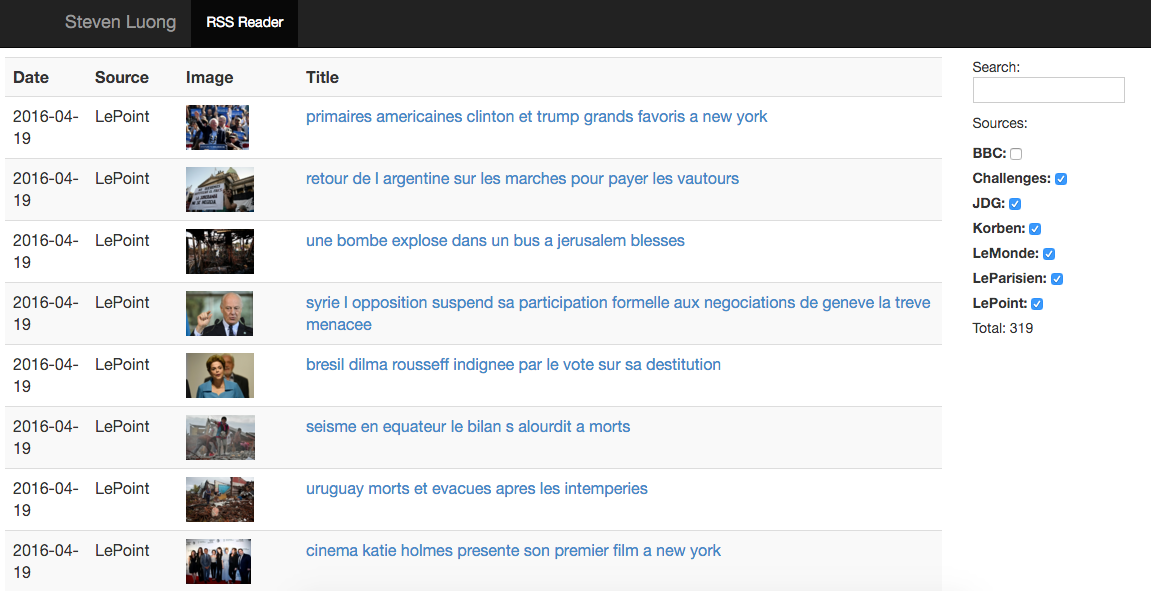 Steven Luong RSS Reader
Date Source Image Title
2016-04-19 LePoint primaires americaines clinton et trump grands favoris a new york
2016-04-19 LePoint retour de l argentine sur les marches pour payer les vautours
2016-04-19 LePoint une bombe explose dans un bus a jerusalem blesses
2016-04-19 LePoint syrie l opposition suspend sa participation formelle aux negociations de geneve la treve
menacee
2016-04-19 LePoint bresil dilma rousseff indignee par le vote sur sa destitution
2016-04-19 LePoint seisme en equateur le bilan s alourdit a morts
2016-04-19 LePoint uruguay morts et evacues apres les intemperies
2016-04-19 LePoint cinema katie holmes presente son premier film a new york
Search:
Sources:
BBC:
Challenges:
JDG:
Korben:
LeMonde:
LeParisien:
LePoint:
Total: 319